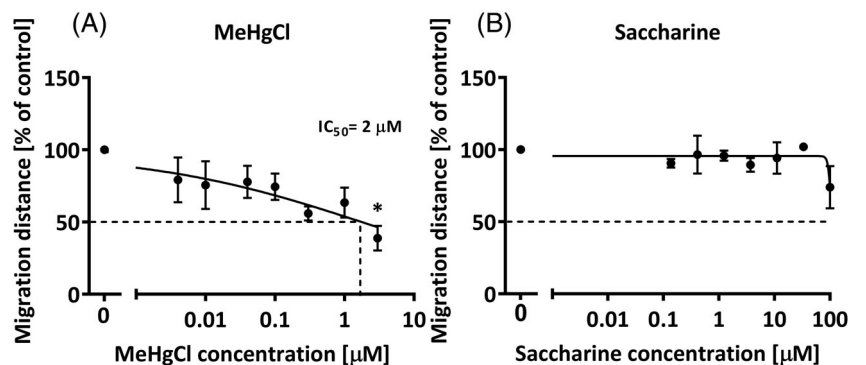 (A)
MeHgCl
Migration distance [% of control]
150
100
50
0
IC50= 2 μM
*
0
0.01
0.1
1
10
MeHgCl concentration [μM]
(B)
Saccharine
Migration distance [% of control]
150
100
50
0
0
0.01
0.1
1
10
100
Saccharine concentration [μM]